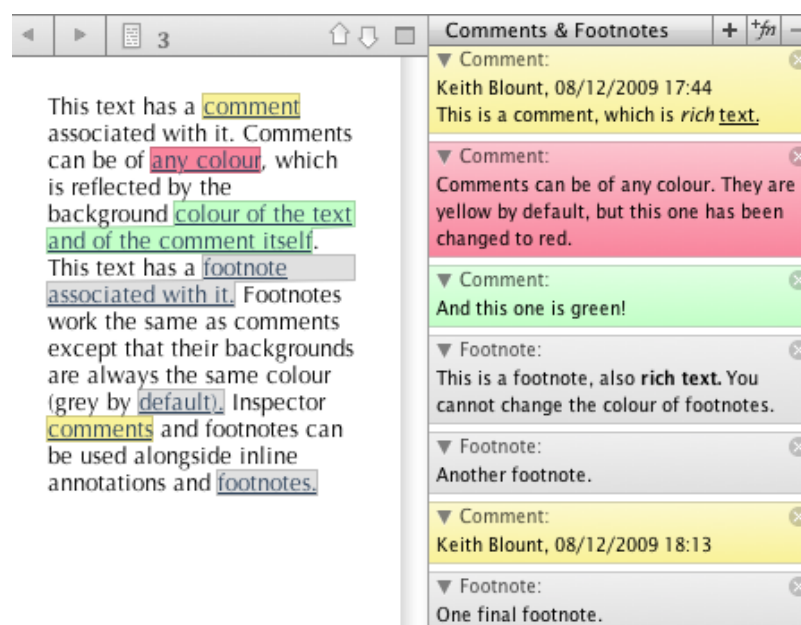 3
This text has a comment
associated with it. Comments
can be of any colour, which
is reflected by the
background colour of the text
and of the comment itself.
This text has a footnote
associated with it. Footnotes
work the same as comments
except that their backgrounds
are always the same colour
(grey by default). Inspector
comments and footnotes can
be used alongside inline
annotations and footnotes.
Comments & Footnotes
+fn
Comment:
Keith Blount, 08/12/2009 17:44
This is a comment, which is rich text.
Comment:
Comments can be of any colour. They are
yellow by default, but this one has been
changed to red.
Comment:
And this one is green!
Footnote:
This is a footnote, also rich text. You
cannot change the colour of footnotes.
Footnote:
Another footnote.
Comment:
Keith Blount, 08/12/2009 18:13
Footnote:
One final footnote.